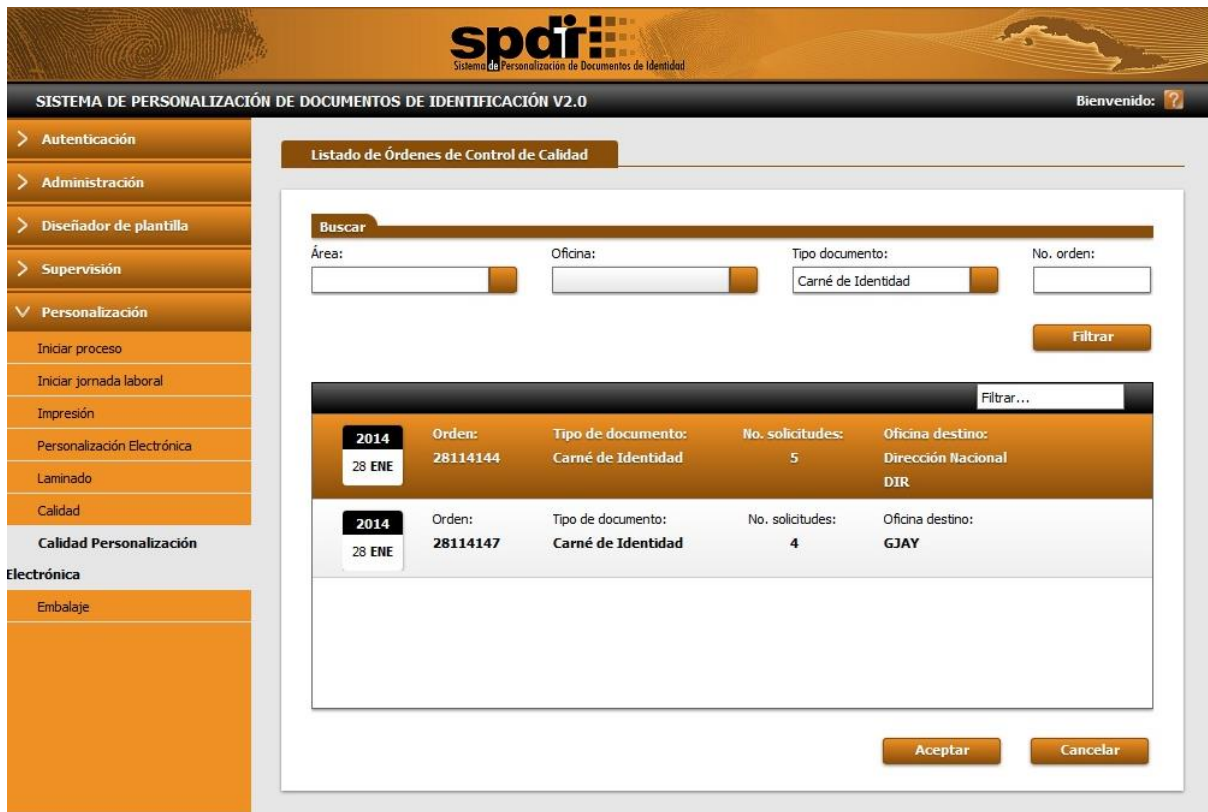 spdi
Sistema de Personalización de Documentos de Identidad
SISTEMA DE PERSONALIZACIÓN DE DOCUMENTOS DE IDENTIFICACIÓN V2.0
Bienvenido: ?
Autenticación
Administración
Diseñador de plantilla
Supervisión
Personalización
Iniciar proceso
Iniciar jornada laboral
Impresión
Personalización Electrónica
Laminado
Calidad
Calidad Personalización
Electrónica
Embalaje
Listado de Órdenes de Control de Calidad
Buscar
Área: Oficina: Tipo documento: No. orden:
Carné de Identidad
Filtrar
Filtrar...
2014
28 ENE
Orden: Tipo de documento: No. solicitudes: Oficina destino:
28114144 Carné de Identidad 5 Dirección Nacional
DIR
2014
28 ENE
Orden: Tipo de documento: No. solicitudes: Oficina destino:
28114147 Carné de Identidad 4 GJAY
Aceptar Cancelar